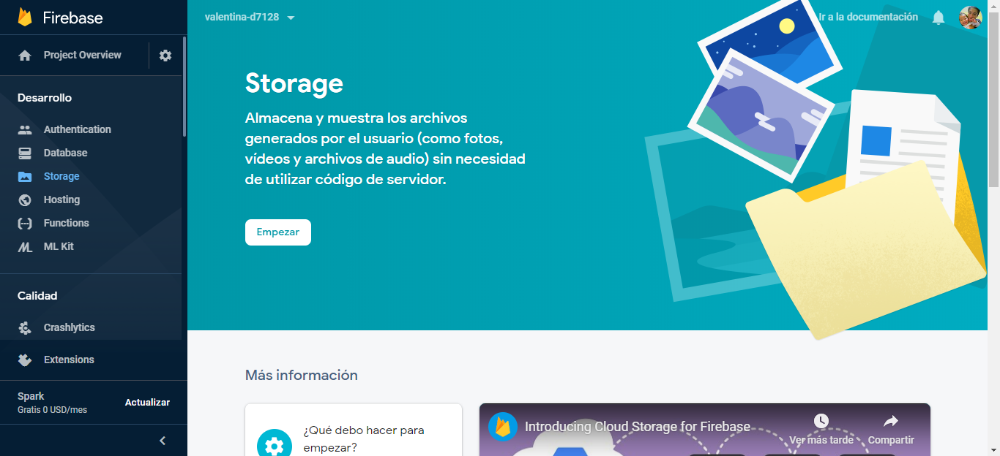 Firebase
valentina-d7128
Ir a la documentación
Project Overview
Desarrollo
Authentication
Database
Storage
Hosting
Functions
ML Kit
Calidad
Crashlytics
Extensions
Spark
Gratis 0 USD/mes
Actualizar
Storage
Almacena y muestra los archivos
generados por el usuario (como fotos,
vídeos y archivos de audio) sin necesidad
de utilizar código de servidor.
Empezar
Más información
¿Qué debo hacer para
empezar?
Introducing Cloud Storage for Firebase
Ver más tarde
Compartir